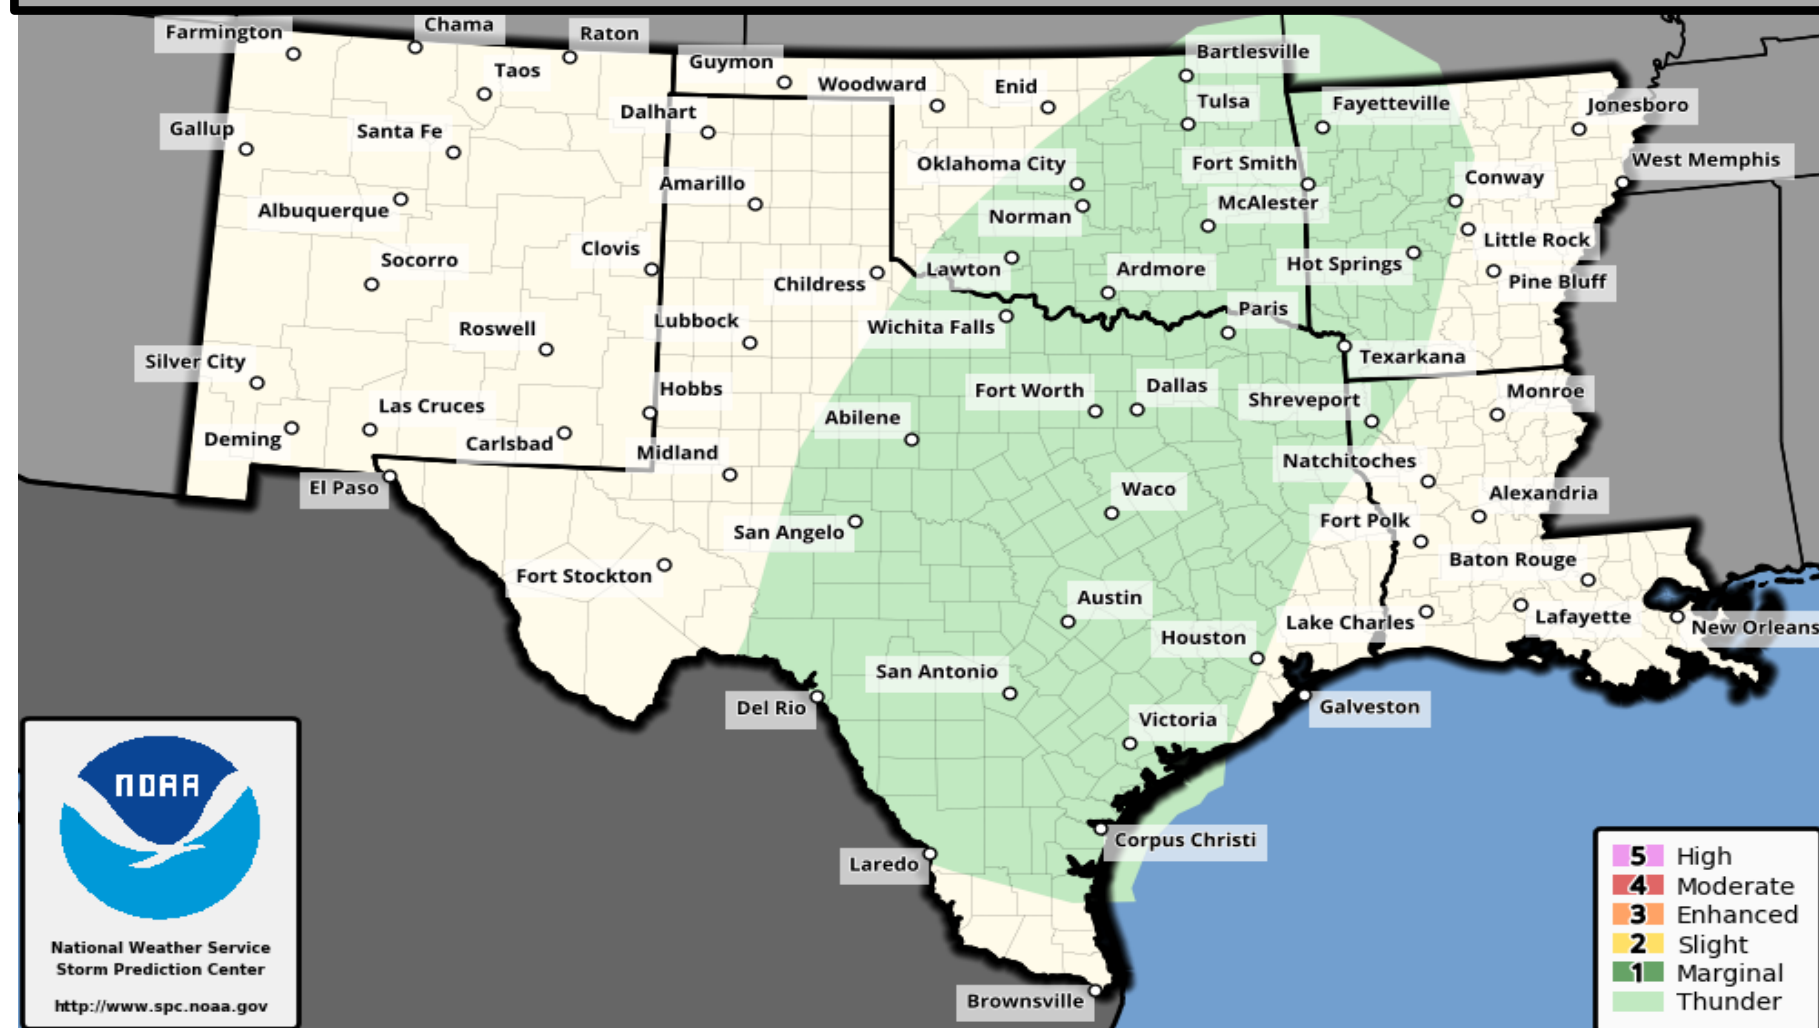 Farmington
Chama
Raton
Taos
Guymon
Woodward
Enid
Bartlesville
Gallup
Santa Fe
Dalhart
Tulsa
Fayetteville
Jonesboro
Albuquerque
Amarillo
Oklahoma City
Fort Smith
Conway
West Memphis
Norman
McAlester
Socorro
Clovis
Childress
Lawton
Ardmore
Hot Springs
Little Rock
Pine Bluff
Roswell
Lubbock
Wichita Falls
Paris
Texarkana
Silver City
Las Cruces
Hobbs
Abilene
Fort Worth
Dallas
Shreveport
Monroe
Deming
Carlsbad
Midland
Natchitoches
El Paso
San Angelo
Waco
Fort Polk
Alexandria
Fort Stockton
Austin
Baton Rouge
Houston
Lake Charles
Lafayette
New Orleans
San Antonio
Del Rio
Victoria
Galveston
Corpus Christi
Laredo
Brownsville
NOAA
National Weather Service
Storm Prediction Center
http://www.spc.noaa.gov
5 High
4 Moderate
3 Enhanced
2 Slight
1 Marginal
Thunder